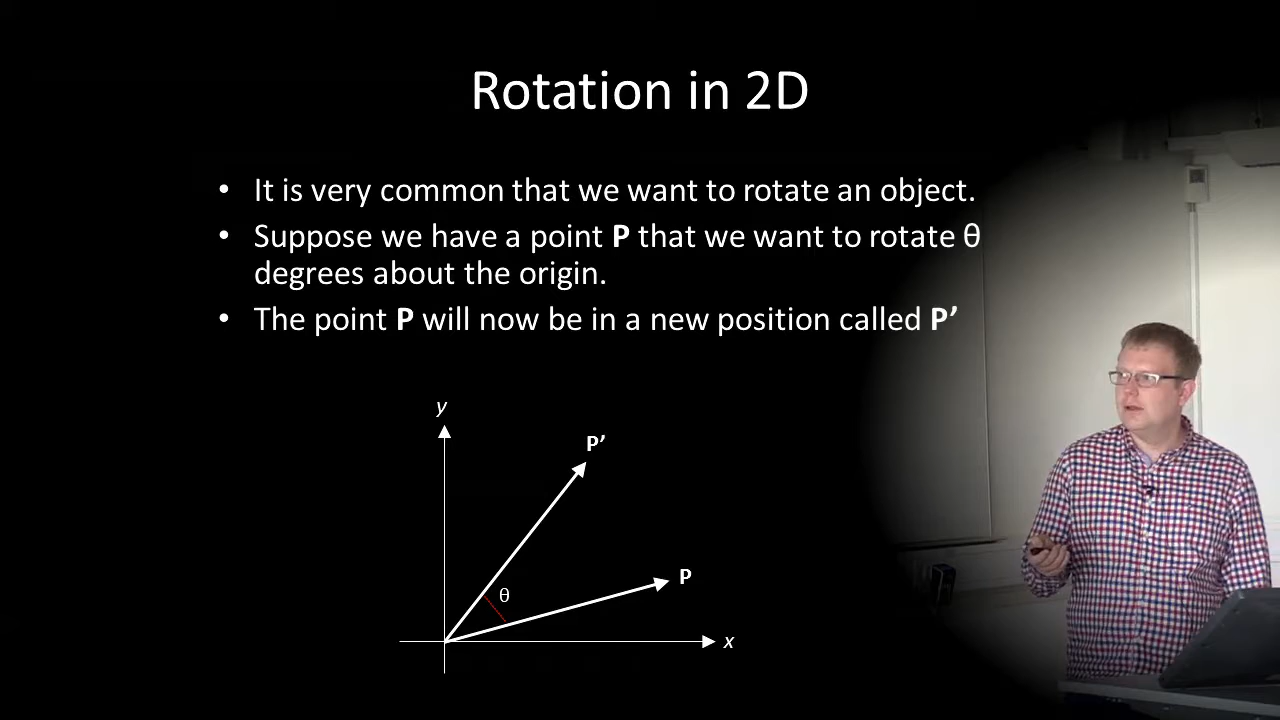 Rotation in 2D
• It is very common that we want to rotate an object.
• Suppose we have a point P that we want to rotate θ
degrees about the origin.
• The point P will now be in a new position called P’
y
P’
P
θ
x